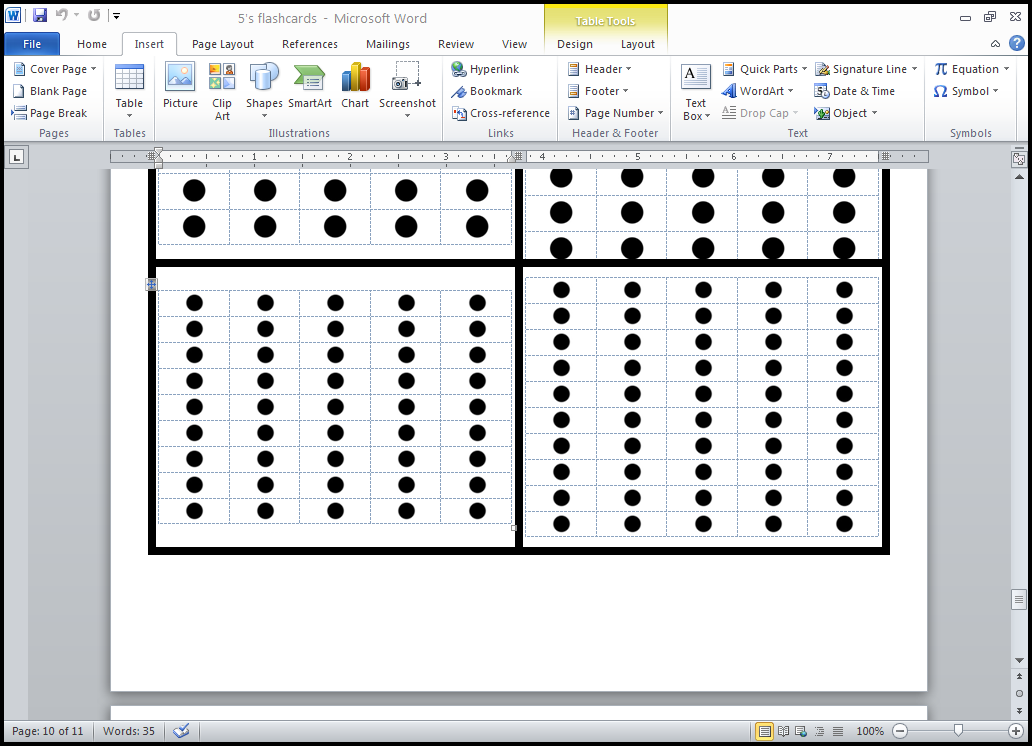 5's flashcards - Microsoft Word
Table Tools
File Home Insert Page Layout References Mailings Review View Design Layout
Cover Page
Blank Page
Page Break
Pages
Table
Tables
Picture
Clip
Art
Shapes
SmartArt
Chart
Screenshot
Illustrations
Hyperlink
Bookmark
Cross-reference
Links
Header
Footer
Page Number
Header & Footer
Text
Box
Quick Parts
WordArt
Drop Cap
Signature Line
Date & Time
Object
Text
Equation
Symbol
Symbols
1 2 3 4 5 6 7
Page: 10 of 11
Words: 35
100%